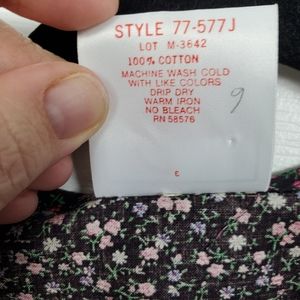 STYLE 77-577J
LOT M-3642
100% COTTON
MACHINE WASH COLD
WITH LIKE COLORS
DRIP DRY
WARM IRON
NO BLEACH
RN 58576
9
3